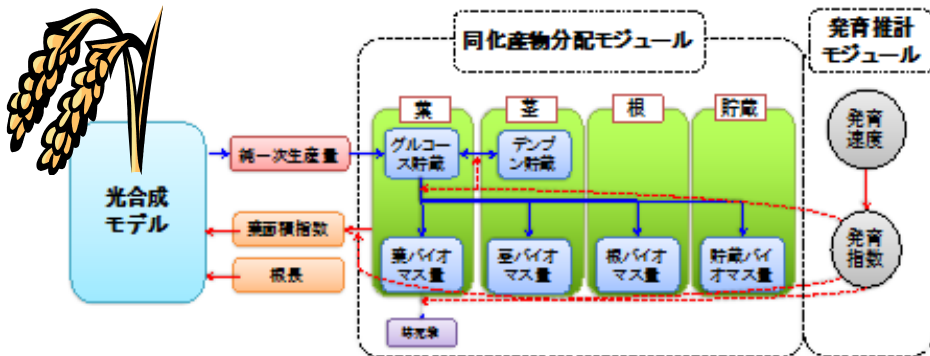 同化産物分配モジュール
発育推計
モジュール
葉
茎
根
貯蔵
グルコー
ス貯蔵
デンプ
ン貯蔵
発育
速度
純一次生産量
光合成
モデル
葉面積指数
根長
葉バイオ
マス量
茎バイオ
マス量
根バイオ
マス量
貯蔵バイ
オマス量
発育
指数